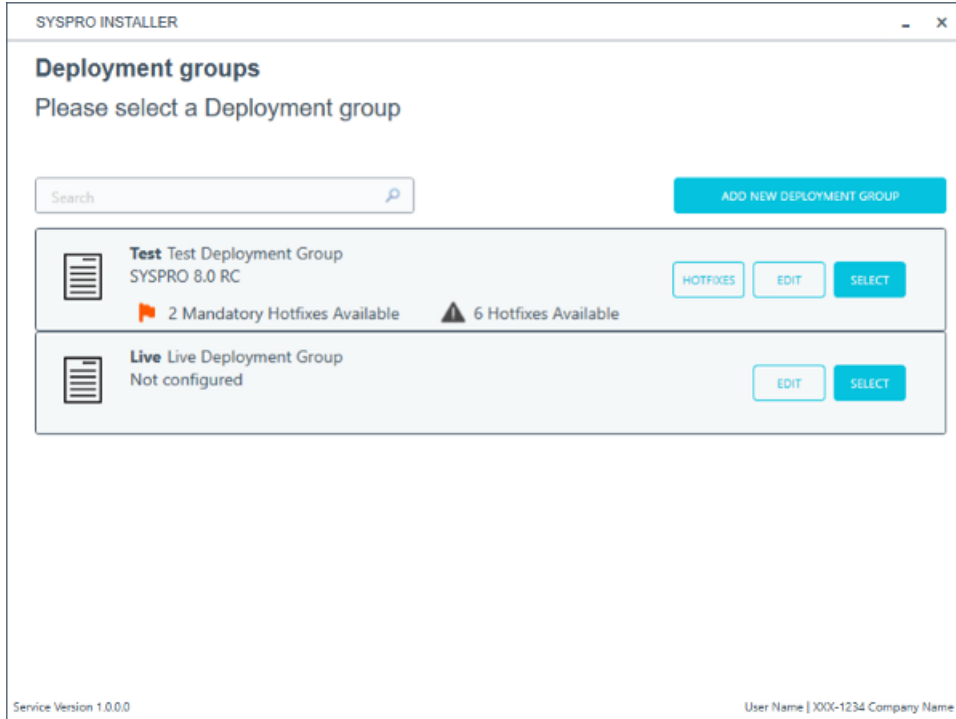 SYSPRO INSTALLER
Deployment groups
Please select a Deployment group
Search
ADD NEW DEPLOYMENT GROUP
Test Test Deployment Group
SYSPRO 8.0 RC
HOTFIXES EDIT SELECT
2 Mandatory Hotfixes Available 6 Hotfixes Available
Live Live Deployment Group
Not configured
EDIT SELECT
Service Version 1.0.0.0 User Name | XXX-1234 Company Name